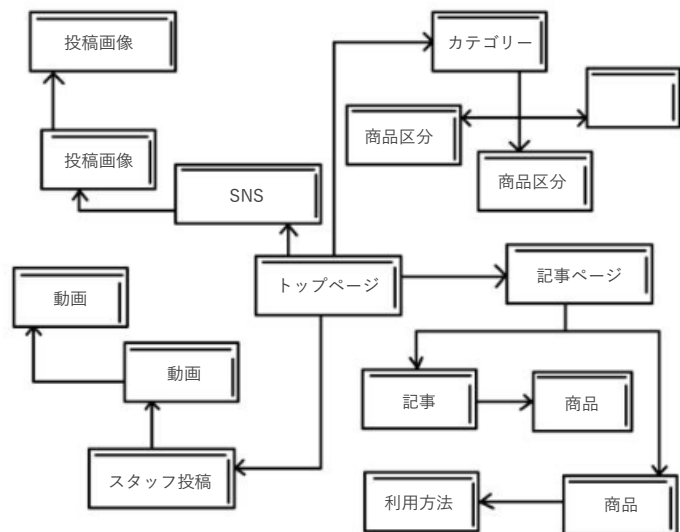 投稿画像
カテゴリー
商品区分
投稿画像
商品区分
SNS
トップページ
記事ページ
動画
動画
記事
商品
スタッフ投稿
利用方法
商品